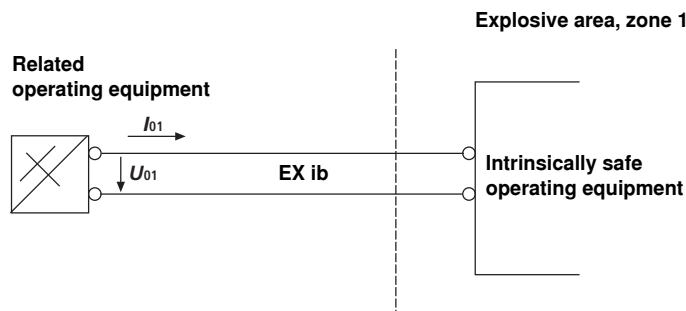 Explosive area, zone 1
Related
operating equipment
I01
U01
EX ib
Intrinsically safe
operating equipment